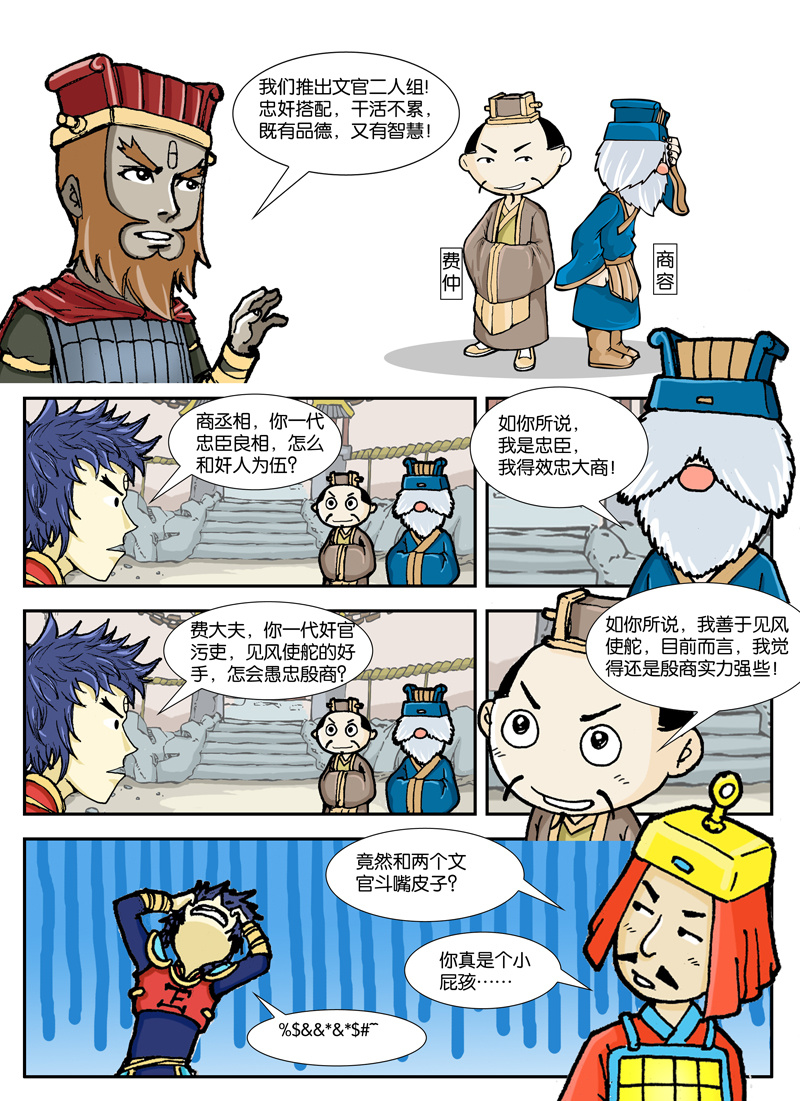 我们推出文官二人组!
忠奸搭配，干活不累，
既有品德，又有智慧!
费仲
商容
商丞相，你一代
忠臣良相，怎么
和奸人为伍?
如你所说，
我是忠臣，
我得效忠大商!
费大夫，你一代奸官
污吏，见风使舵的好
手，怎会愚忠殷商?
如你所说，我善于见风
使舵，目前而言，我觉
得还是殷商实力强些!
竟然和两个文
官斗嘴皮子?
你真是个小
屁孩……
%$&&*&*$#~